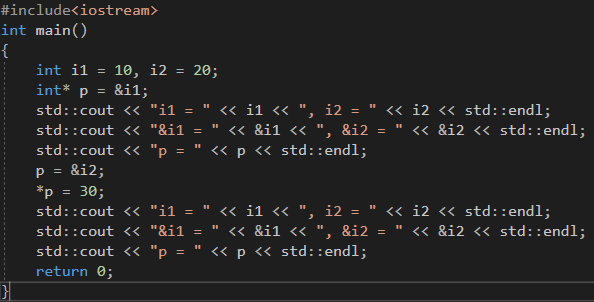 #include<iostream>
int main()
{
    int i1 = 10, i2 = 20;
    int* p = &i1;
    std::cout << "i1 = " << i1 << ", i2 = " << i2 << std::endl;
    std::cout << "&i1 = " << &i1 << ", &i2 = " << &i2 << std::endl;
    std::cout << "p = " << p << std::endl;
    p = &i2;
    *p = 30;
    std::cout << "i1 = " << i1 << ", i2 = " << i2 << std::endl;
    std::cout << "&i1 = " << &i1 << ", &i2 = " << &i2 << std::endl;
    std::cout << "p = " << p << std::endl;
    return 0;
}